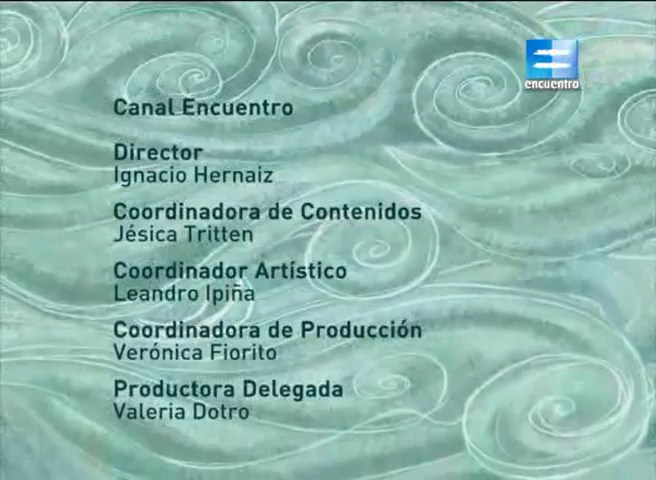 encuentro
Canal Encuentro
Director
Ignacio Hernaiz
Coordinadora de Contenidos
Jésica Tritten
Coordinador Artístico
Leandro Ipiña
Coordinadora de Producción
Verónica Fiorito
Productora Delegada
Valeria Dotro